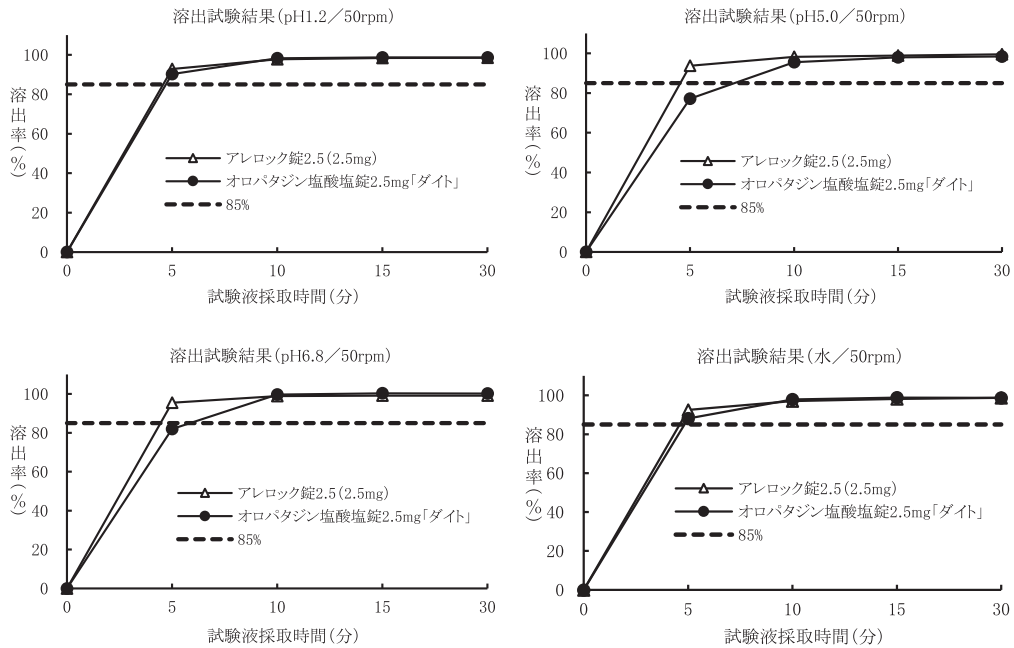 溶出試験結果（pH1.2／50rpm）
100
80
60
40
20
0
溶出率(%)
アレロック錠2.5（2.5mg）
オロパタジン塩酸塩錠2.5mg「ダイト」
85%
0 5 10 15 30
試験液採取時間（分）
溶出試験結果（pH5.0／50rpm）
100
80
60
40
20
0
溶出率(%)
アレロック錠2.5（2.5mg）
オロパタジン塩酸塩錠2.5mg「ダイト」
85%
0 5 10 15 30
試験液採取時間（分）
溶出試験結果（pH6.8／50rpm）
100
80
60
40
20
0
溶出率(%)
アレロック錠2.5（2.5mg）
オロパタジン塩酸塩錠2.5mg「ダイト」
85%
0 5 10 15 30
試験液採取時間（分）
溶出試験結果（水／50rpm）
100
80
60
40
20
0
溶出率(%)
アレロック錠2.5（2.5mg）
オロパタジン塩酸塩錠2.5mg「ダイト」
85%
0 5 10 15 30
試験液採取時間（分）